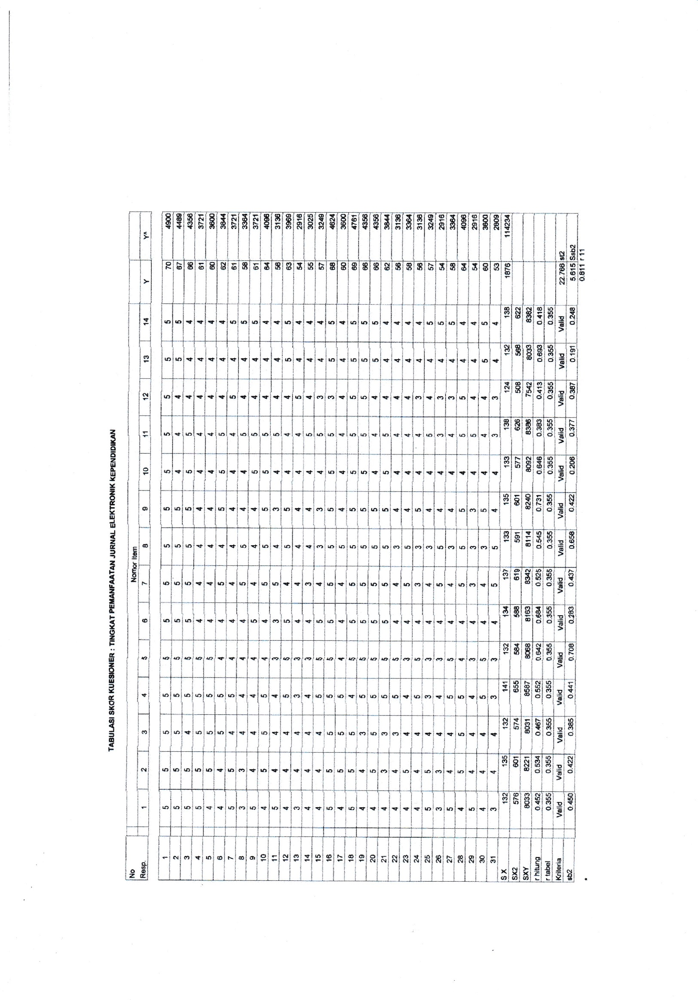 TABULASI SKOR KUESIONER : TINGKAT PEMANFAATAN JURNAL ELEKTRONIK KEPENDIDIKAN
No Nomor Item
Resp. 1 2 3 4 5 6 7 8 9 10 11 12 13 14 Y Y^
1 5 5 5 5 5 5 5 5 5 5 5 5 5 5 70 4900
2 5 5 5 5 5 5 5 5 5 4 4 4 5 5 67 4489
3 5 5 4 5 5 5 5 5 5 5 5 4 4 4 66 4356
4 5 5 5 5 5 4 4 4 4 4 4 4 4 4 61 3721
5 4 5 5 5 5 4 4 4 4 4 4 4 4 4 60 3600
6 4 4 5 5 4 4 5 4 5 5 5 4 4 4 62 3844
7 5 5 4 5 4 4 4 4 4 4 4 5 4 5 61 3721
8 3 3 4 4 4 4 5 5 4 4 5 4 4 5 58 3364
9 5 4 4 4 4 5 4 4 4 5 5 4 4 5 61 3721
10 4 5 5 5 4 4 5 5 5 5 5 4 4 4 64 4096
11 5 4 4 4 3 3 5 4 3 4 5 4 4 4 56 3136
12 4 4 4 5 5 5 4 5 5 4 4 4 5 5 63 3969
13 3 4 4 3 3 4 4 4 4 4 4 5 4 4 54 2916
14 4 4 4 4 3 4 3 4 4 4 5 4 4 4 55 3025
15 4 4 4 5 5 5 4 3 3 4 5 3 4 4 57 3249
16 5 5 5 5 5 5 5 5 5 5 5 3 5 5 68 4624
17 4 5 5 5 4 4 4 5 4 4 4 4 4 4 60 3600
18 5 5 5 4 5 5 5 5 5 5 5 5 5 5 69 4761
19 4 4 3 5 5 5 5 5 5 5 5 5 5 5 66 4356
20 4 5 5 5 5 5 5 5 5 4 4 4 5 5 66 4356
21 4 3 3 5 5 5 5 5 5 5 5 4 4 4 62 3844
22 4 4 3 5 5 4 4 3 4 4 4 4 4 4 56 3136
23 4 5 4 4 3 4 5 5 4 4 4 4 4 4 58 3364
24 4 4 4 5 5 4 3 3 5 4 4 3 4 4 56 3136
25 5 5 4 3 3 4 4 3 4 4 5 4 4 5 57 3249
26 3 3 4 4 3 4 5 5 4 4 3 3 4 5 54 2916
27 5 4 4 5 5 4 4 3 4 4 4 3 4 5 58 3364
28 4 5 5 5 4 4 5 5 5 4 5 5 4 4 64 4096
29 5 4 4 4 3 4 3 3 3 4 5 4 4 4 54 2916
30 4 4 4 5 5 4 4 3 5 4 4 4 5 5 60 3600
31 3 4 4 3 3 4 5 5 4 4 3 3 4 4 53 2809
S X 132 135 132 141 132 134 137 133 135 133 138 124 132 138 1876 114234
SX2 576 601 574 655 584 588 619 591 601 577 626 508 568 622
SXY 8033 8221 8031 8587 8068 8163 8342 8114 8240 8092 8386 7542 8033 8382
r hitung 0.452 0.534 0.467 0.552 0.642 0.684 0.525 0.545 0.731 0.646 0.383 0.413 0.693 0.418
r tabel 0.355 0.355 0.355 0.355 0.355 0.355 0.355 0.355 0.355 0.355 0.355 0.355 0.355 0.355
Kriteria Valid Valid Valid Valid Valid Valid Valid Valid Valid Valid Valid Valid Valid Valid 22.766 st2
sb2 0.450 0.422 0.385 0.441 0.708 0.283 0.437 0.658 0.422 0.206 0.377 0.387 0.191 0.248 5.615 Ssb2
0.811 r 11